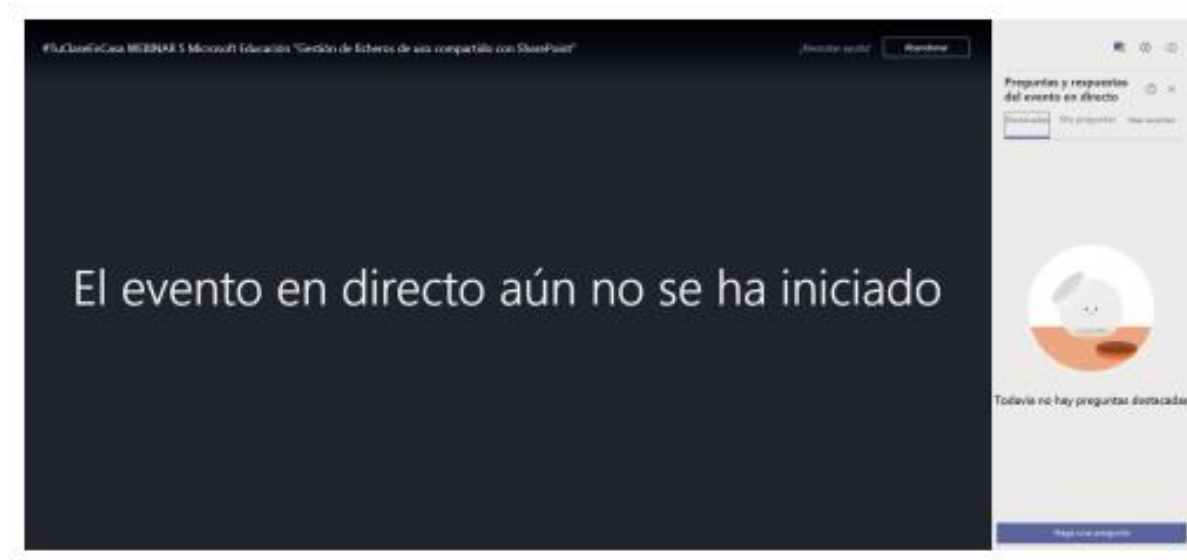 #TuClaseEnCasa WEBINAR 5 Microsoft Educación "Gestión de ficheros de uso compartido con SharePoint"
¿Necesitas ayuda?
Abandonar
Preguntas y respuestas
del evento en directo
Destacadas
Mis preguntas
El evento en directo aún no se ha iniciado
Todavía no hay preguntas destacadas
Haga una pregunta